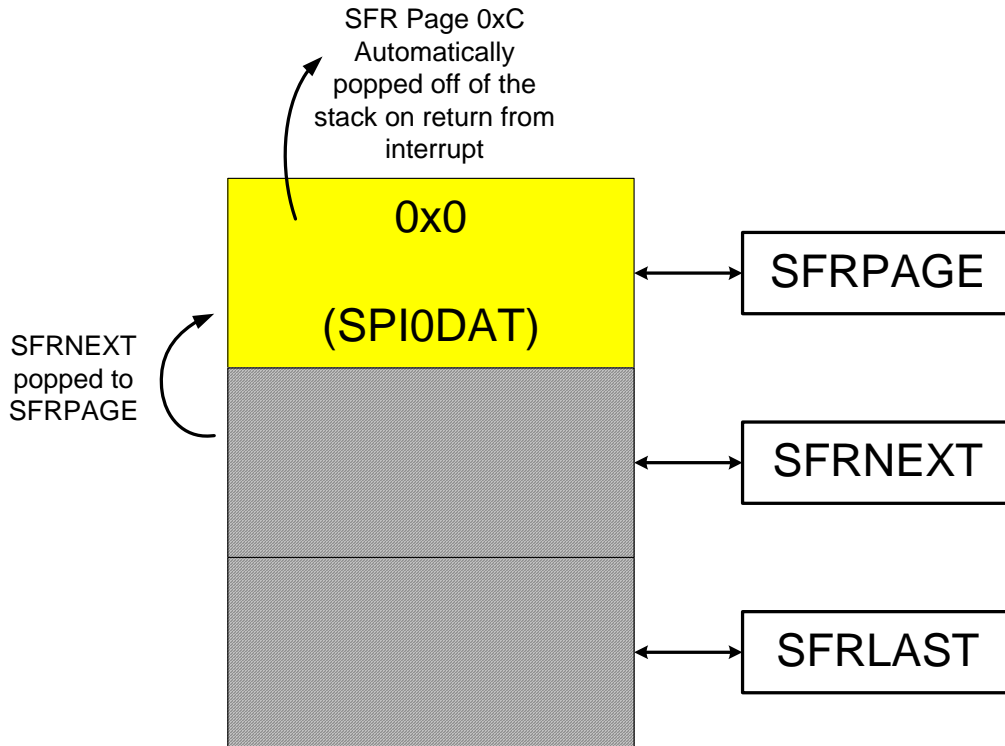 SFR Page 0xC
Automatically
popped off of the
stack on return from
interrupt
0x0
(SPI0DAT)
SFRPAGE
SFRNEXT
popped to
SFRPAGE
SFRNEXT
SFRLAST